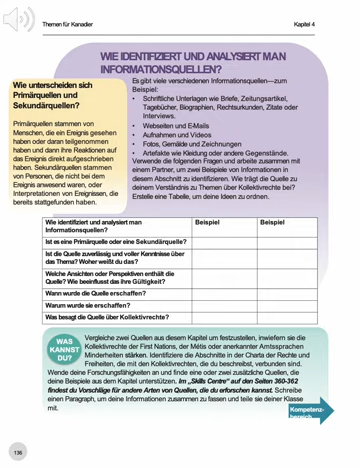 Themen für Kanadier
Kapitel 4
WIE IDENTIFIZIERT UND ANALYSIERT MAN
INFORMATIONSQUELLEN?
Wie unterscheiden sich
Primärquellen und
Sekundärquellen?
Primärquellen stammen von
Menschen, die ein Ereignis gesehen
haben oder daran teilgenommen
haben und dann ihre Reaktionen auf
das Ereignis direkt aufgeschrieben
haben. Sekundärquellen stammen
von Personen, die nicht bei dem
Ereignis anwesend waren, oder
Interpretationen von Ereignissen, die
bereits stattgefunden haben.
Es gibt viele verschiedenen Informationsquellen—zum
Beispiel:
• Schriftliche Unterlagen wie Briefe, Zeitungsartikel,
Tagebücher, Biographien, Rechtsurkunden, Zitate oder
Interviews.
• Webseiten und E-Mails
• Aufnahmen und Videos
• Fotos, Gemälde und Zeichnungen
• Artefakte wie Kleidung oder andere Gegenstände.
Verwende die folgenden Fragen und arbeite zusammen mit
einem Partner, um zwei Beispiele von Informationen in
diesem Abschnitt zu identifizieren. Wie trägt die Quelle zu
deinem Verständnis zu Themen über Kollektivrechte bei?
Erstelle eine Tabelle, um deine Ideen zu ordnen.
Wie identifiziert und analysiert man
Informationsquellen?
Beispiel
Beispiel
Ist es eine Primärquelle oder eine Sekundärquelle?
Ist die Quelle zuverlässig und voller Kenntnisse über
das Thema? Woher weißt du das?
Welche Ansichten oder Perspektiven enthält die
Quelle? Wie beeinflusst das ihre Gültigkeit?
Wann wurde die Quelle erschaffen?
Warum wurde sie erschaffen?
Was besagt die Quelle über Kollektivrechte?
WAS
KANNST
DU?
Vergleiche zwei Quellen aus diesem Kapitel um festzustellen, inwiefern sie die
Kollektivrechte der First Nations, der Métis oder anerkannter Amtssprachen
Minderheiten stärken. Identifiziere die Abschnitte in der Charta der Rechte und
Freiheiten, die mit den Kollektivrechten, die du beschreibst, verbunden sind.
Wende deine Forschungsfähigkeiten an und finde eine oder zwei zusätzliche Quellen, die
deine Beispiele aus dem Kapitel unterstützen. Im „Skills Centre“ auf den Seiten 360-362
findest du Vorschläge für andere Arten von Quellen, die du erforschen kannst. Schreibe
einen Paragraph, um deine Informationen zusammen zu fassen und teile sie deiner Klasse
mit.
Kompetenz-
bereich
136